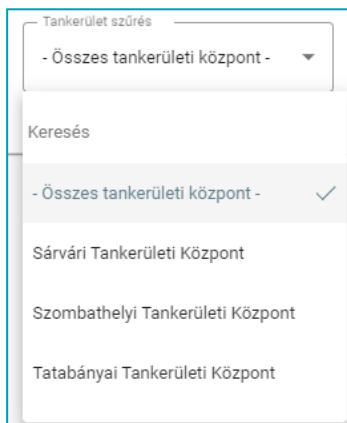 Tankerület szűrés
- Összes tankerületi központ -
Keresés
- Összes tankerületi központ -
Sárvári Tankerületi Központ
Szombathelyi Tankerületi Központ
Tatabányai Tankerületi Központ